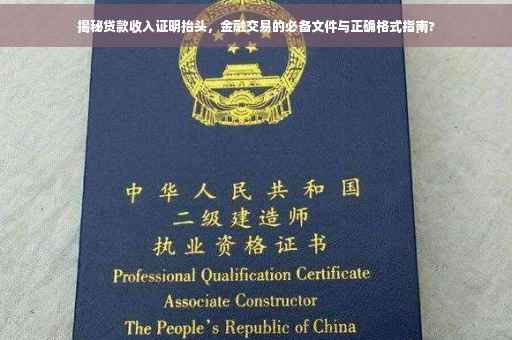 揭秘贷款收入证明抬头，金融交易的必备文件与正确格式指南？
中华人民共和国
二级建造师
执业资格证书
Professional Qualification Certificate
Associate Constructor
The People's Republic of China